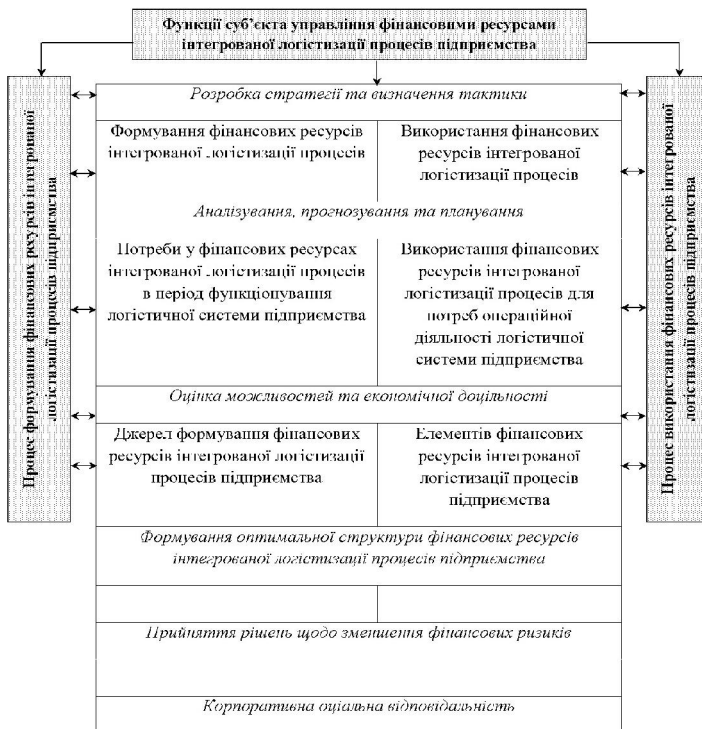 Функції суб’єкта управління фінансовими ресурсами
інтегрованої логістизації процесів підприємства
Процес формування фінансових ресурсів інтегрованої
логістизації процесів підприємства
Розробка стратегії та визначення тактики
Формування фінансових ресурсів
інтегрованої логістизації процесів
Використання фінансових
ресурсів інтегрованої
логістизації процесів
Аналізування, прогнозування та планування
Потреби у фінансових ресурсах
інтегрованої логістизації процесів
в період функціонування
логістичної системи підприємства
Використання фінансових
ресурсів інтегрованої
логістизації процесів для
потреб операційної
діяльності логістичної
системи підприємства
Оцінка можливостей та економічної доцільності
Джерел формування фінансових
ресурсів інтегрованої логістизації
процесів підприємства
Елементів фінансових
ресурсів інтегрованої
логістизації процесів
підприємства
Формування оптимальної структури фінансових ресурсів
інтегрованої логістизації процесів підприємства
Прийняття рішень щодо зменшення фінансових ризиків
Корпоративна оціальна відповідальність
Процес використання фінансових ресурсів інтегрованої
логістизації процесів підприємства